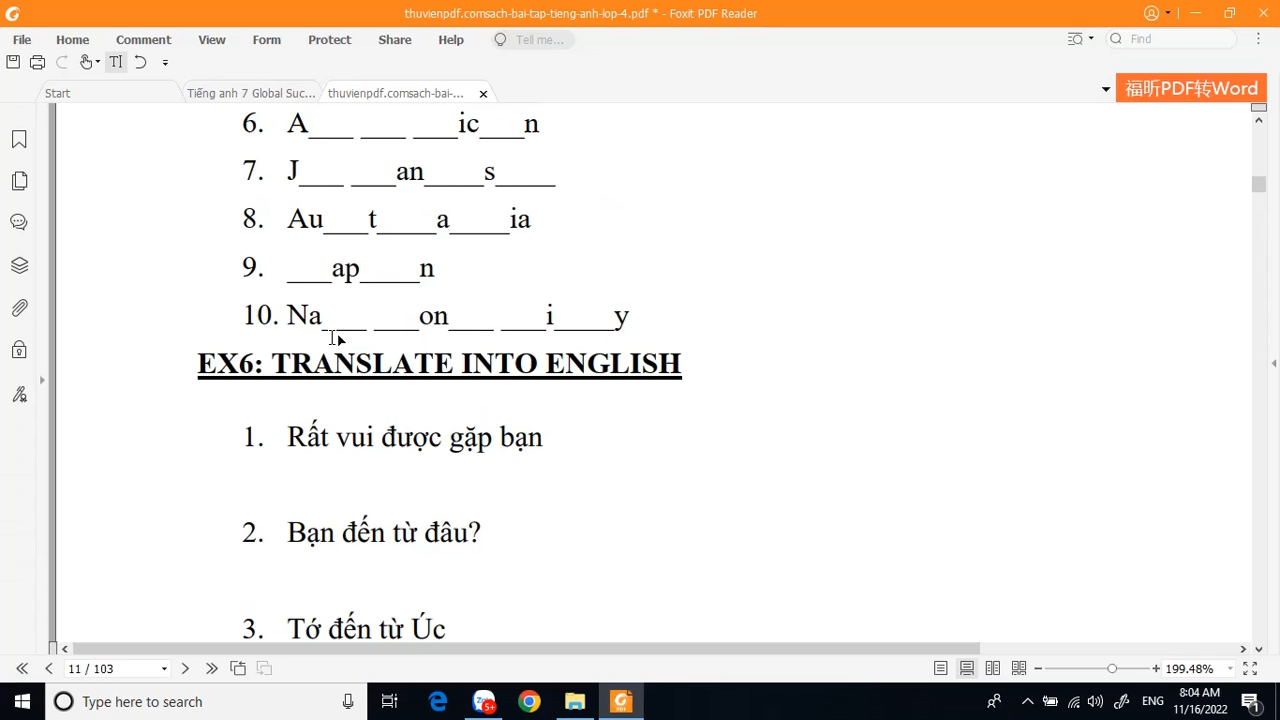 thuvienpdf.comsach-bai-tap-tieng-anh-lop-4.pdf * - Foxit PDF Reader
File Home Comment View Form Protect Share Help Tell me... Find
Start Tiếng anh 7 Global Suc... thuvienpdf.comsach-bai-... 福昕PDF转Word
6. A___ ___ ___ic___n
7. J___ ___an____s____
8. Au___t____a____ia
9. ___ap____n
10. Na___ ___on___ ___i____y
EX6: TRANSLATE INTO ENGLISH
1. Rất vui được gặp bạn
2. Bạn đến từ đâu?
3. Tớ đến từ Úc
11 / 103 199.48%
Type here to search 5+ ENG 8:04 AM
11/16/2022 1